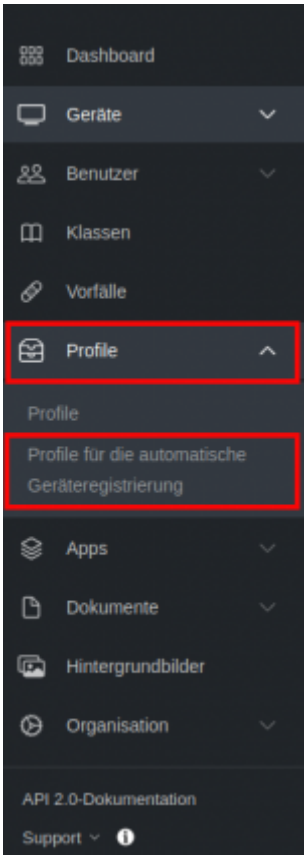 Dashboard
Geräte
Benutzer
Klassen
Vorfälle
Profile
Profile
Profile für die automatische
Geräteregistrierung
Apps
Dokumente
Hintergrundbilder
Organisation
API 2.0-Dokumentation
Support